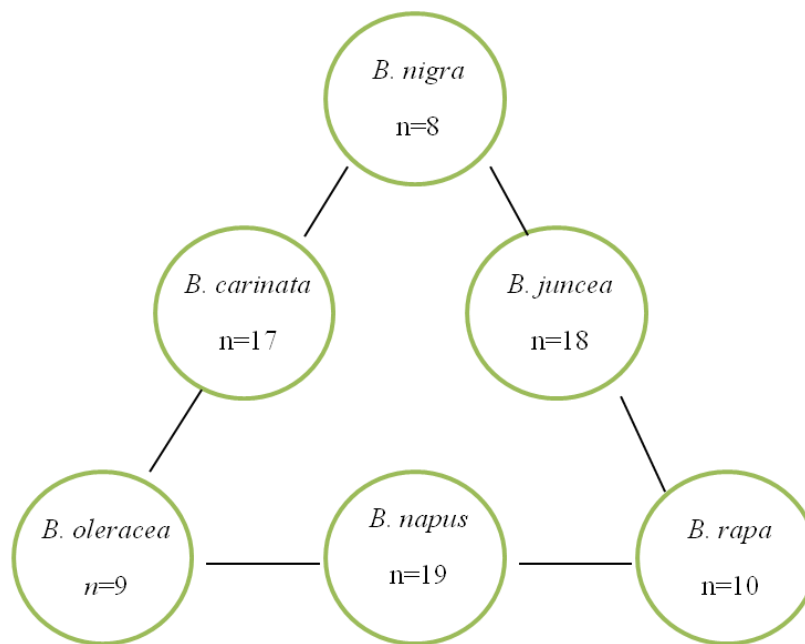 B. nigra
n=8
B. carinata
n=17
B. juncea
n=18
B. oleracea
n=9
B. napus
n=19
B. rapa
n=10